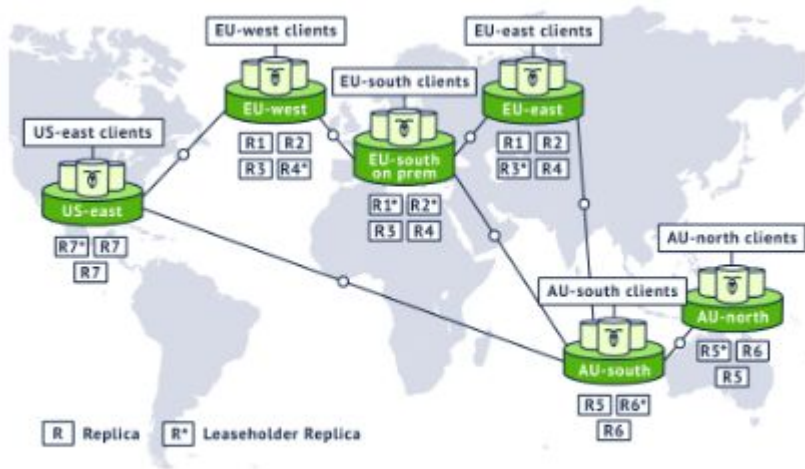 EU-west clients
EU-east clients
EU-south clients
US-east clients
EU-west
EU-east
EU-south
on prem
US-east
R1 R2
R3 R4*
R1 R2
R3* R4
R1* R2*
R3 R4
R7* R7
R7
AU-north clients
AU-south clients
AU-north
AU-south
R5* R6
R5
R5 R6*
R6
R Replica R* Leaseholder Replica